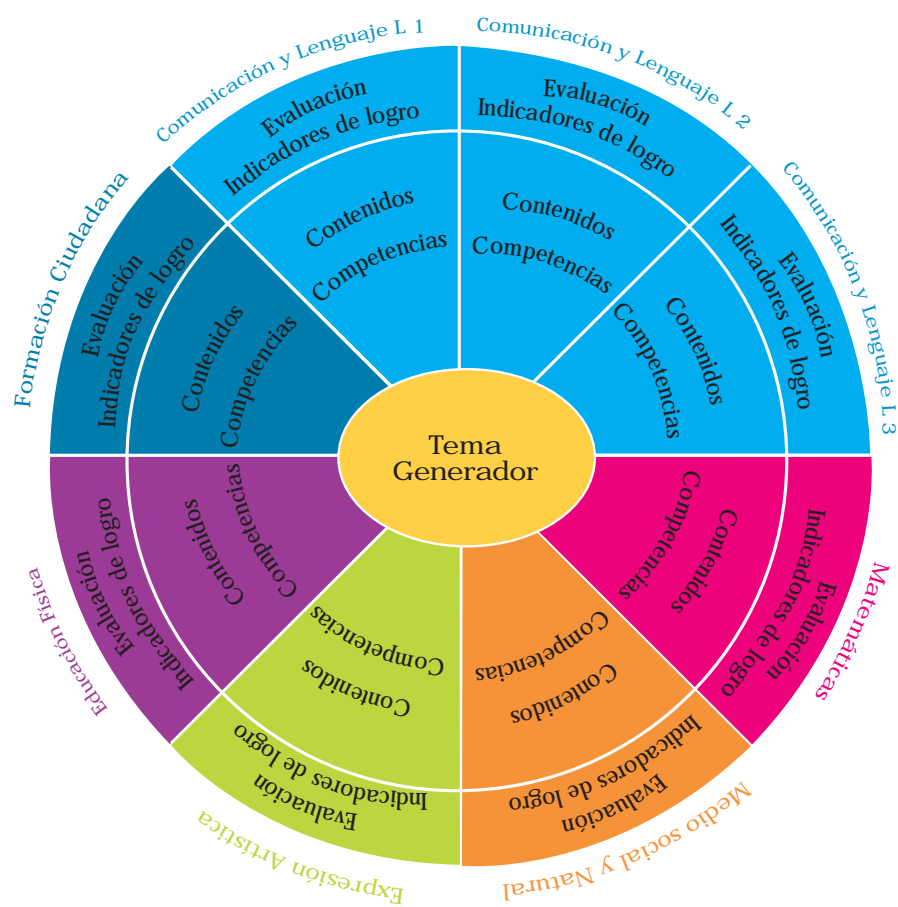 Comunicación y Lenguaje L 1
Evaluación
Indicadores de logro
Contenidos
Competencias
Comunicación y Lenguaje L 2
Evaluación
Indicadores de logro
Contenidos
Competencias
Comunicación y Lenguaje L 3
Evaluación
Indicadores de logro
Contenidos
Competencias
Matemáticas
Evaluación
Indicadores de logro
Contenidos
Competencias
Medio social y Natural
Evaluación
Indicadores de logro
Contenidos
Competencias
Expresión Artística
Evaluación
Indicadores de logro
Contenidos
Competencias
Educación Física
Evaluación
Indicadores de logro
Contenidos
Competencias
Formación Ciudadana
Evaluación
Indicadores de logro
Contenidos
Competencias
Tema
Generador